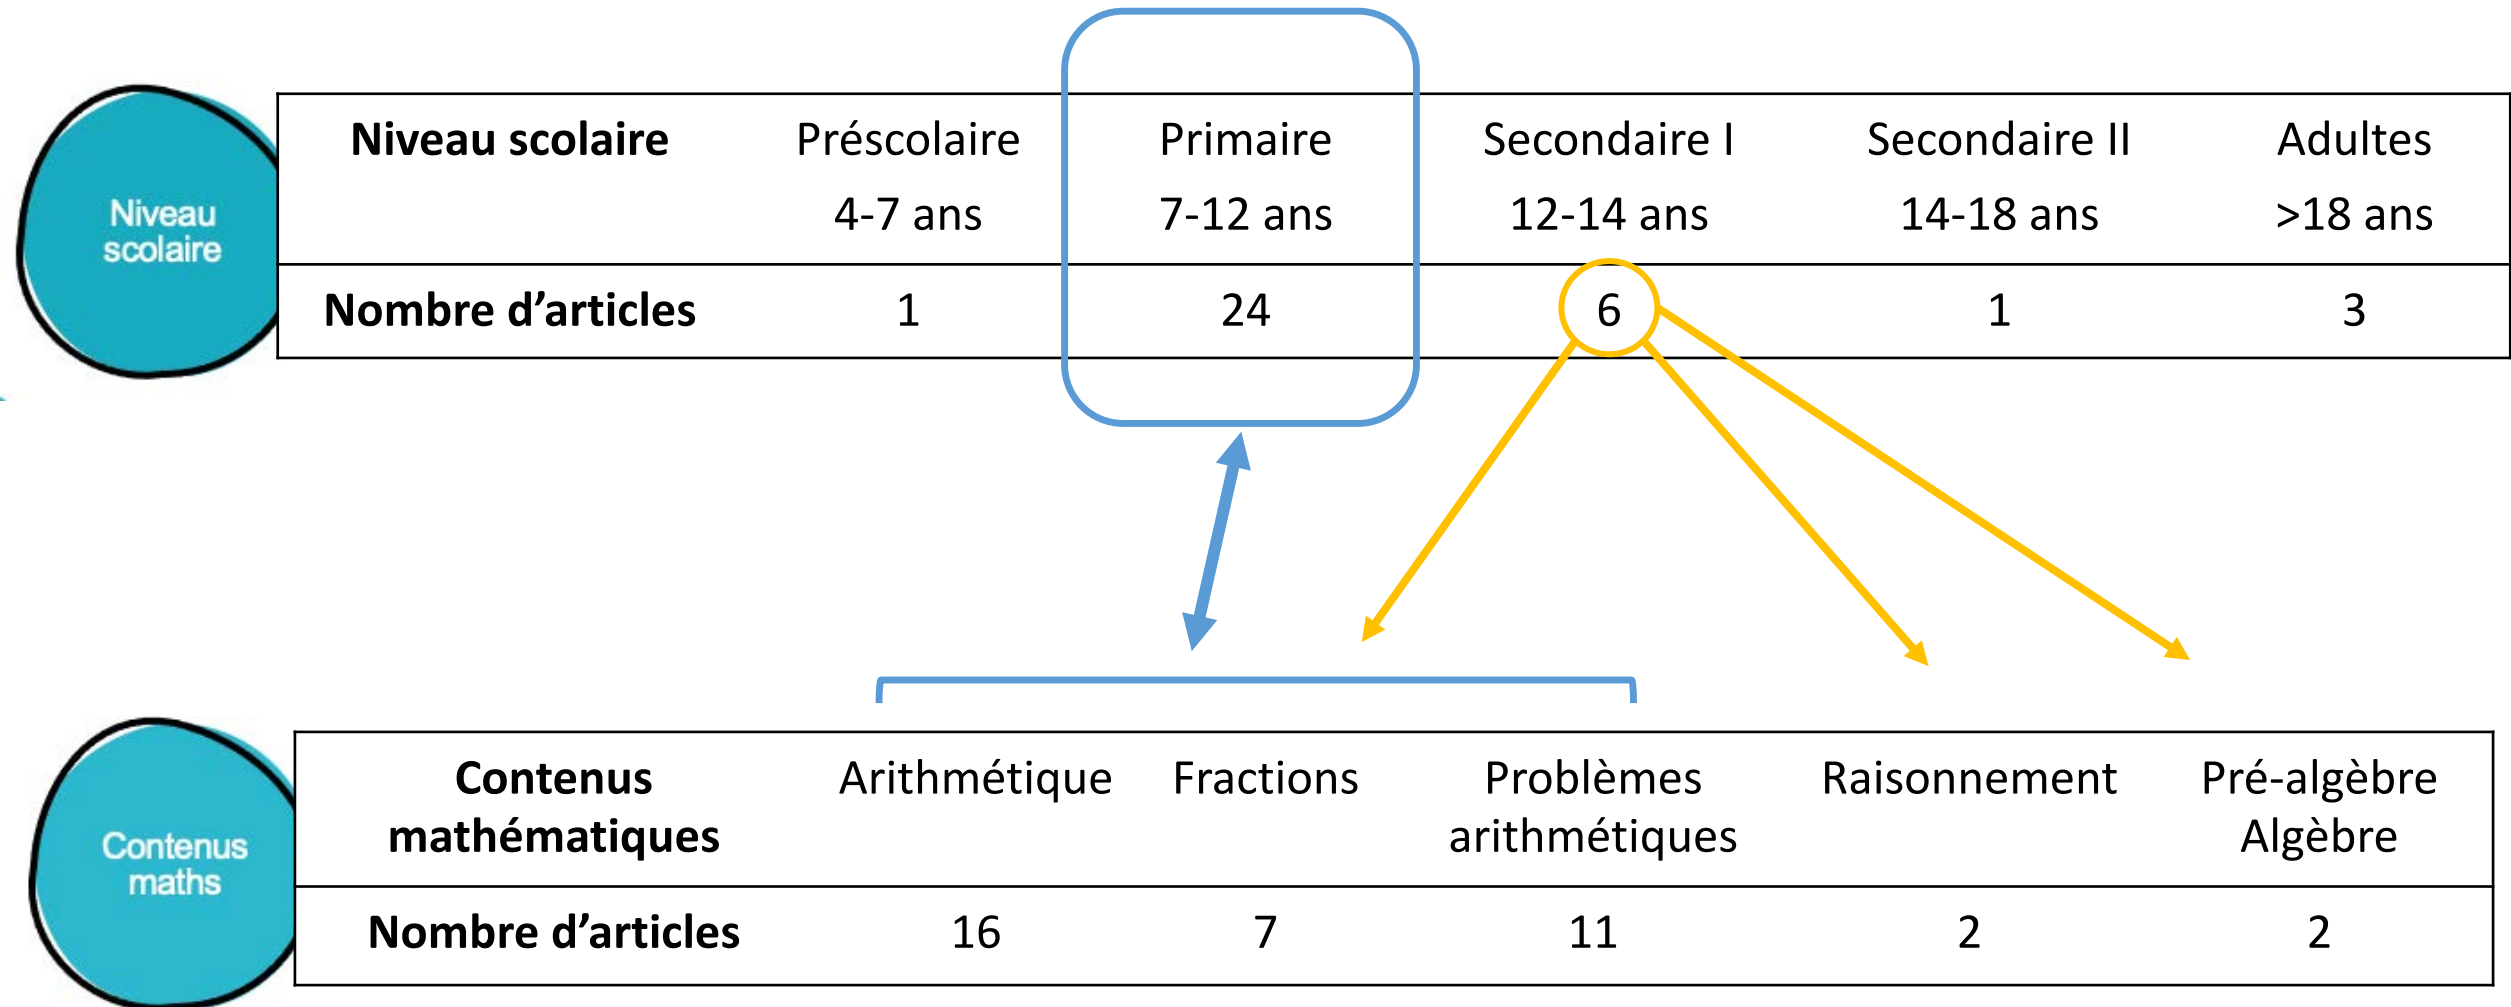 Niveau
scolaire
Niveau scolaire Préscolaire Primaire Secondaire I Secondaire II Adultes
4-7 ans 7-12 ans 12-14 ans 14-18 ans >18 ans
Nombre d’articles 1 24 6 1 3
Contenus
maths
Contenus Arithmétique Fractions Problèmes Raisonnement Pré-algèbre
mathématiques arithmétiques Algèbre
Nombre d’articles 16 7 11 2 2